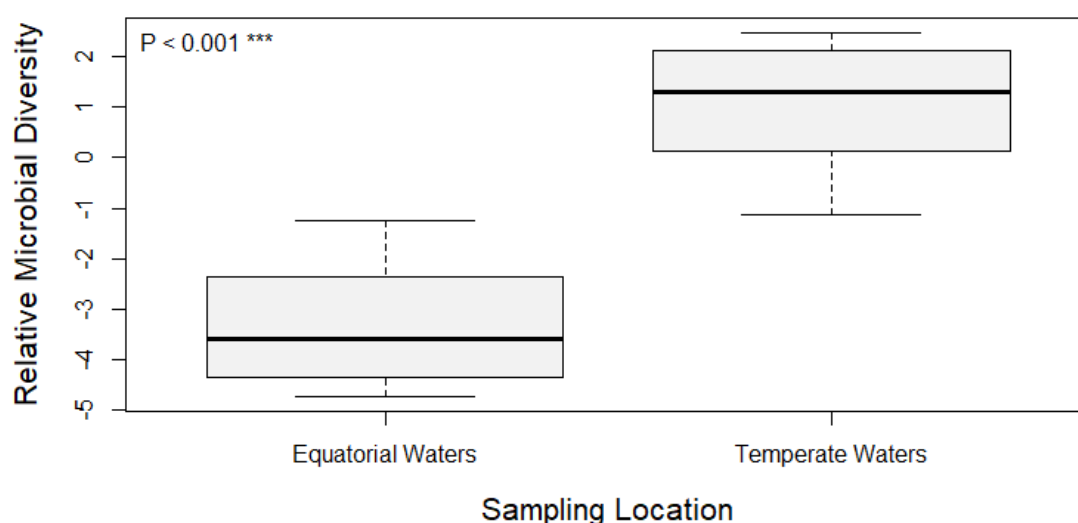 P < 0.001 ***
Relative Microbial Diversity
2
1
0
-1
-2
-3
-4
-5
Equatorial Waters Temperate Waters
Sampling Location